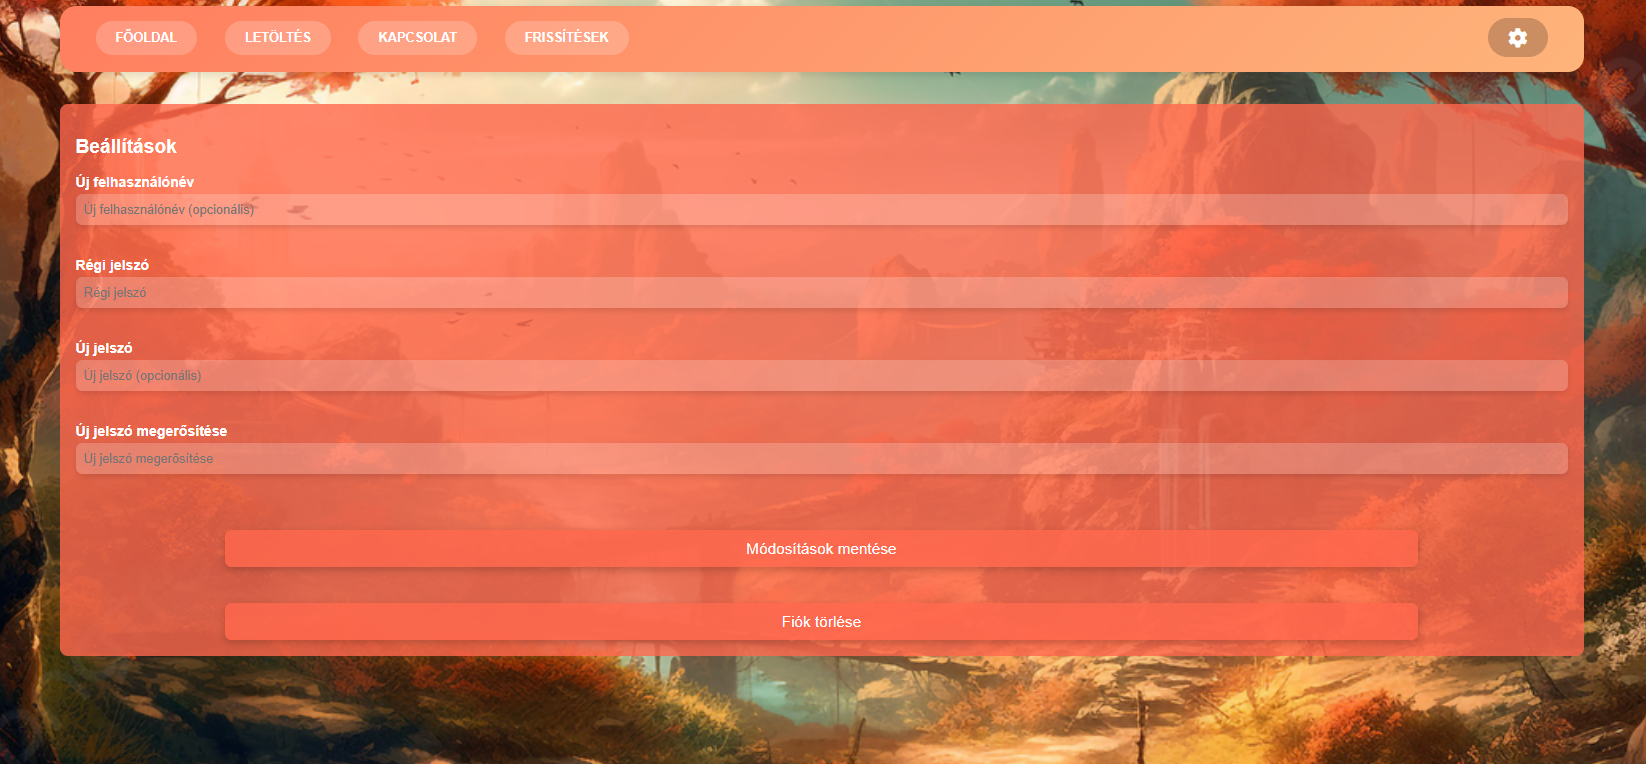 FŐOLDAL LETÖLTÉS KAPCSOLAT FRISSÍTÉSEK
Beállítások
Új felhasználónév
Új felhasználónév (opcionális)
Régi jelszó
Régi jelszó
Új jelszó
Új jelszó (opcionális)
Új jelszó megerősítése
Új jelszó megerősítése
Módosítások mentése
Fiók törlése